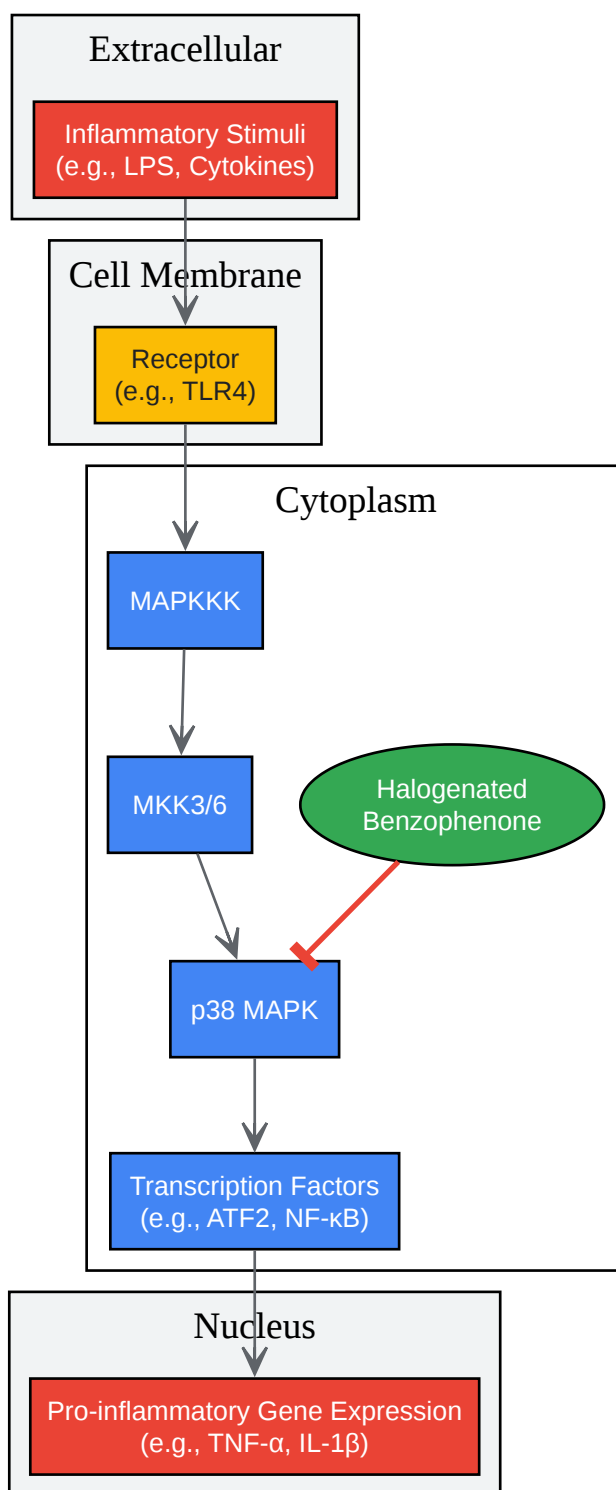 Extracellular
Inflammatory Stimuli
(e.g., LPS, Cytokines)
Cell Membrane
Receptor
(e.g., TLR4)
Cytoplasm
MAPKKK
MKK3/6
Halogenated
Benzophenone
p38 MAPK
Transcription Factors
(e.g., ATF2, NF-κB)
Nucleus
Pro-inflammatory Gene Expression
(e.g., TNF-α, IL-1β)